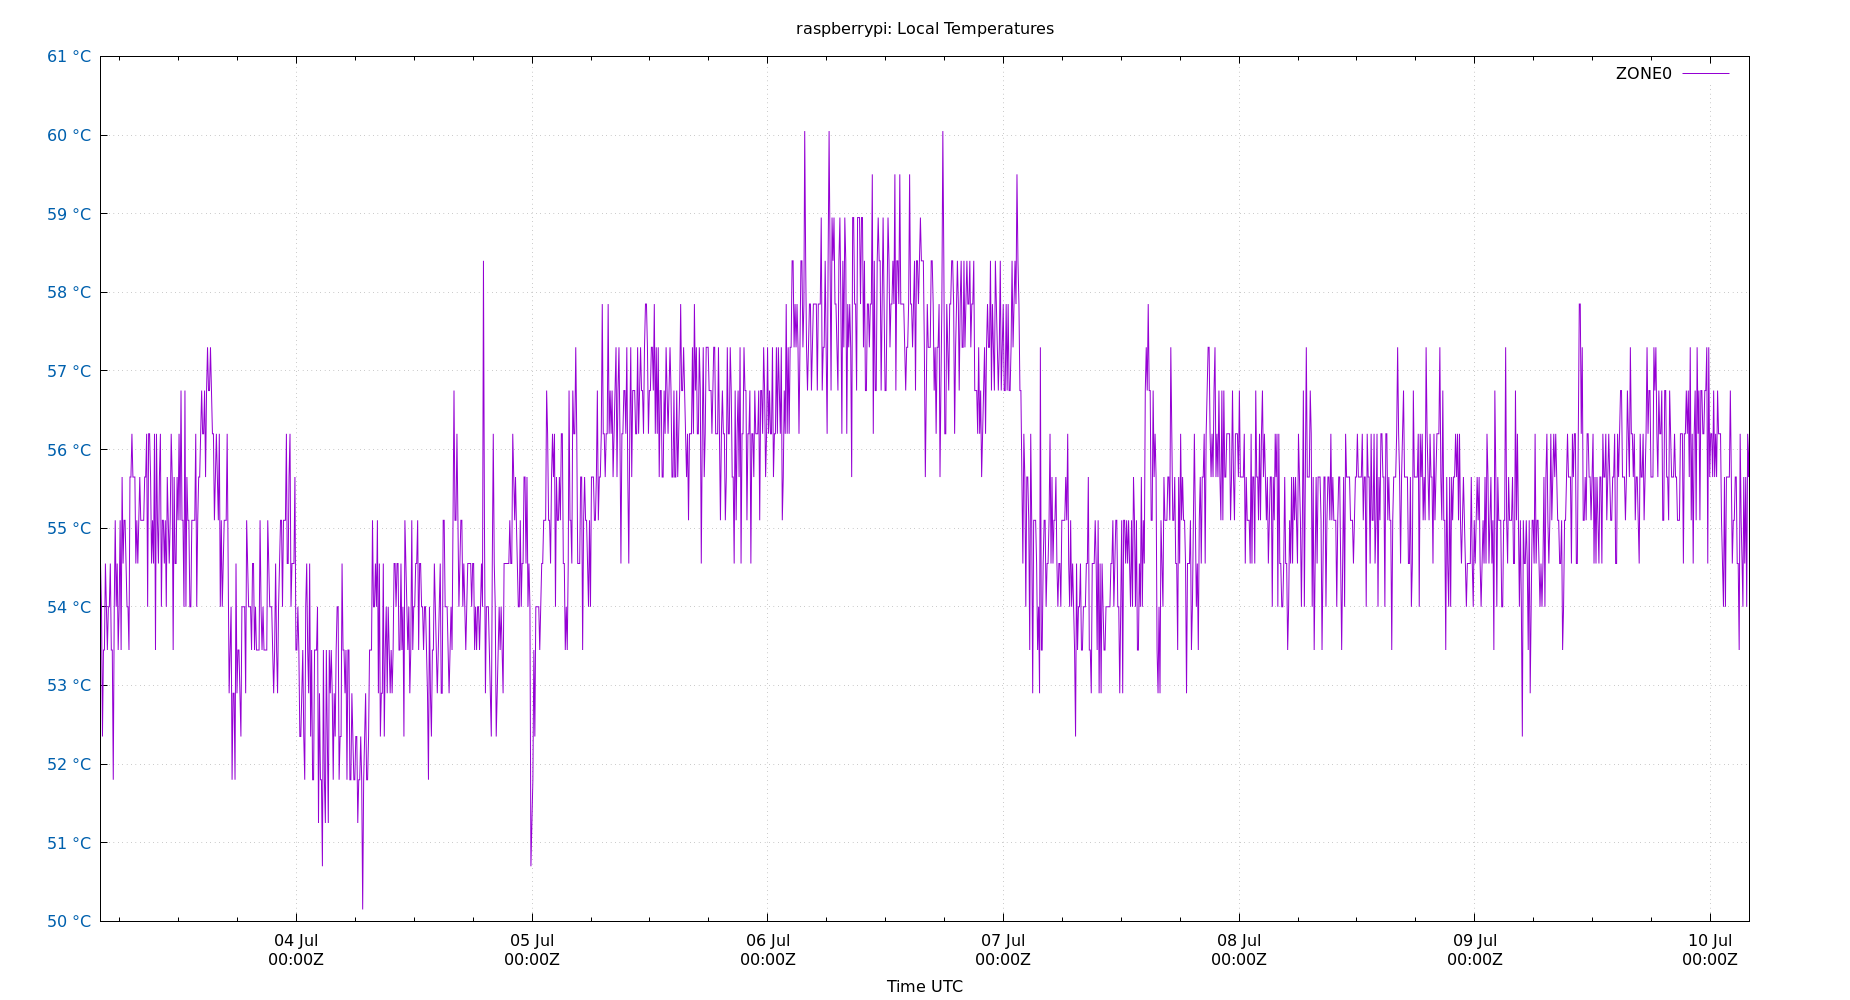 raspberrypi: Local Temperatures
61 °C
ZONE0
60 °C
59 °C
58 °C
57 °C
56 °C
55 °C
54 °C
53 °C
52 °C
51 °C
50 °C
04 Jul 05 Jul 06 Jul 07 Jul 08 Jul 09 Jul 10 Jul
00:00Z 00:00Z 00:00Z 00:00Z 00:00Z 00:00Z 00:00Z
Time UTC